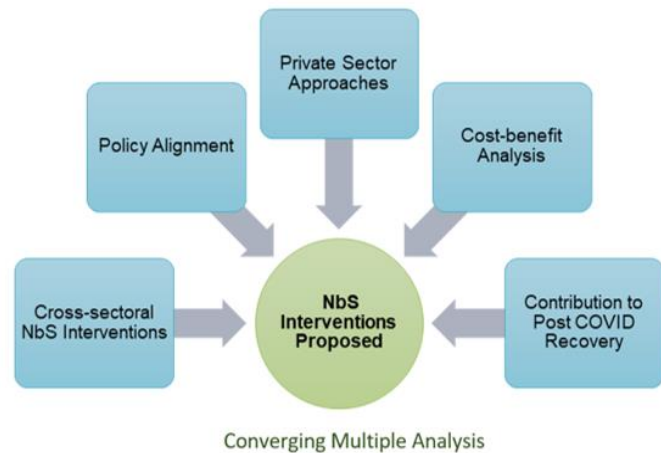 Private Sector
Approaches
Policy Alignment
Cost-benefit
Analysis
Cross-sectoral
NbS Interventions
NbS
Interventions
Proposed
Contribution to
Post COVID
Recovery
Converging Multiple Analysis